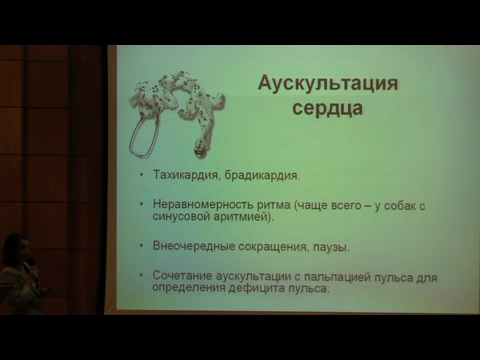 Аускультация
сердца
• Тахикардия, брадикардия.
• Неравномерность ритма (чаще всего – у собак с
синусовой аритмией).
• Внеочередные сокращения, паузы.
• Сочетание аускультации с пальпацией пульса для
определения дефицита пульса.